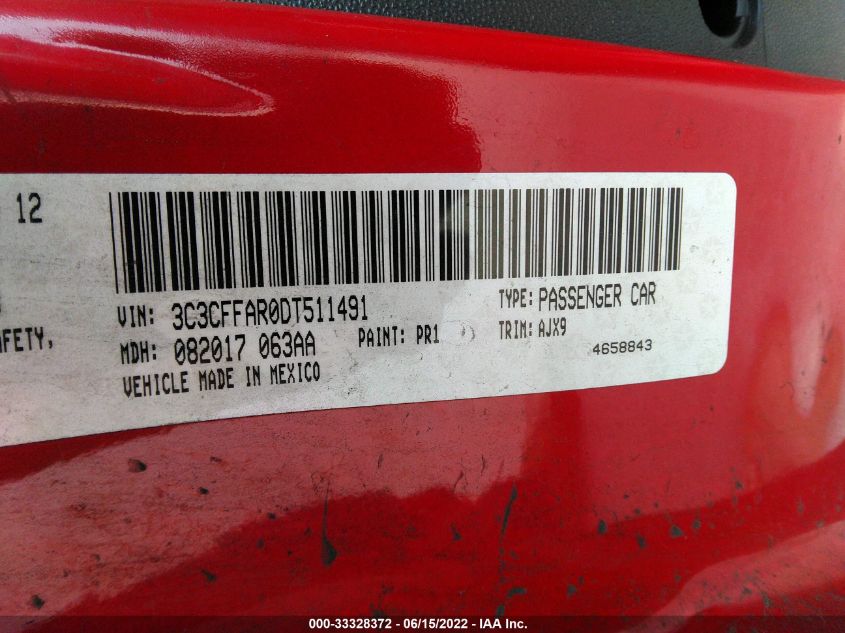 12
VIN: 3C3CFFAR0DT511491 TYPE: PASSENGER CAR
AFETY, MDH: 082017 063AA PAINT: PR1 TRIM: AJX9
VEHICLE MADE IN MEXICO 4658843
000-33328372 - 06/15/2022 - IAA Inc.